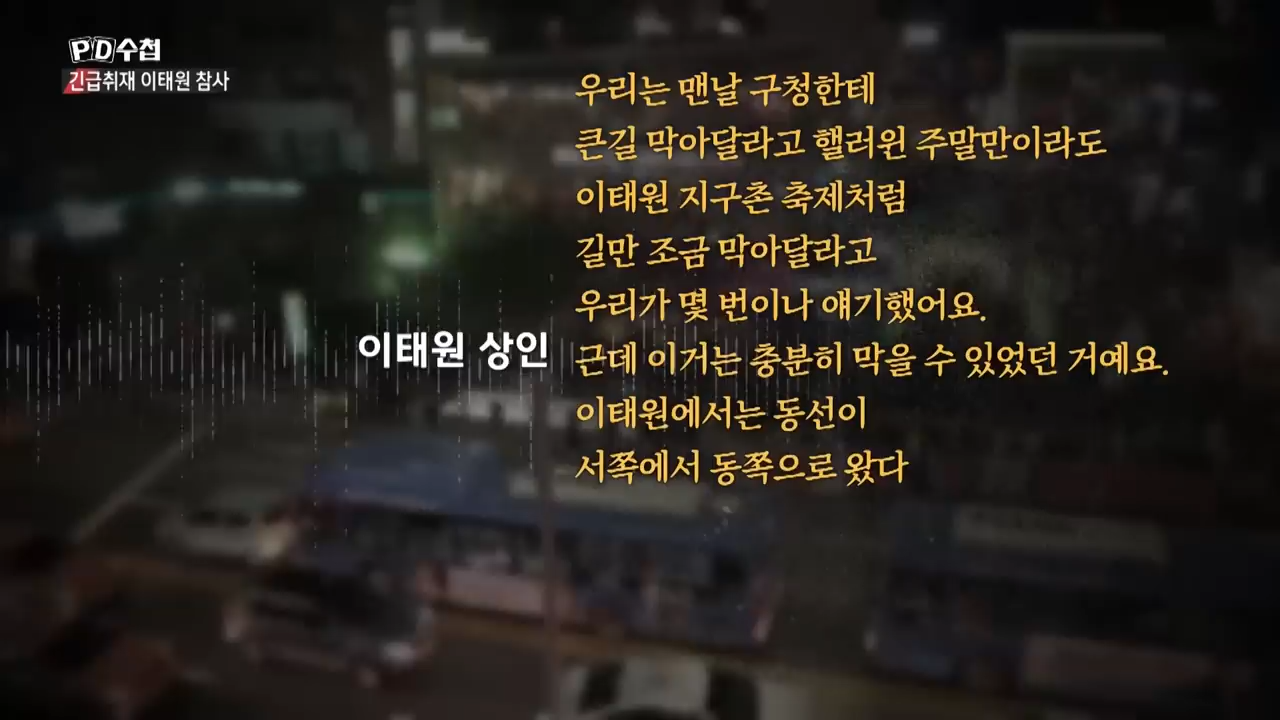 PD수첩
긴급취재 이태원 참사
우리는 맨날 구청한테
큰길 막아달라고 핼러윈 주말만이라도
이태원 지구촌 축제처럼
길만 조금 막아달라고
우리가 몇 번이나 얘기했어요.
이태원 상인
근데 이거는 충분히 막을 수 있었던 거예요.
이태원에서는 동선이
서쪽에서 동쪽으로 왔다